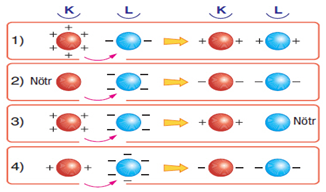 K L K L
1) + + + + + + - - + + + +
2) Nötr - - - - - - - -
3) + + + + - - - - + + Nötr
4) + + - - - - - - - - - -